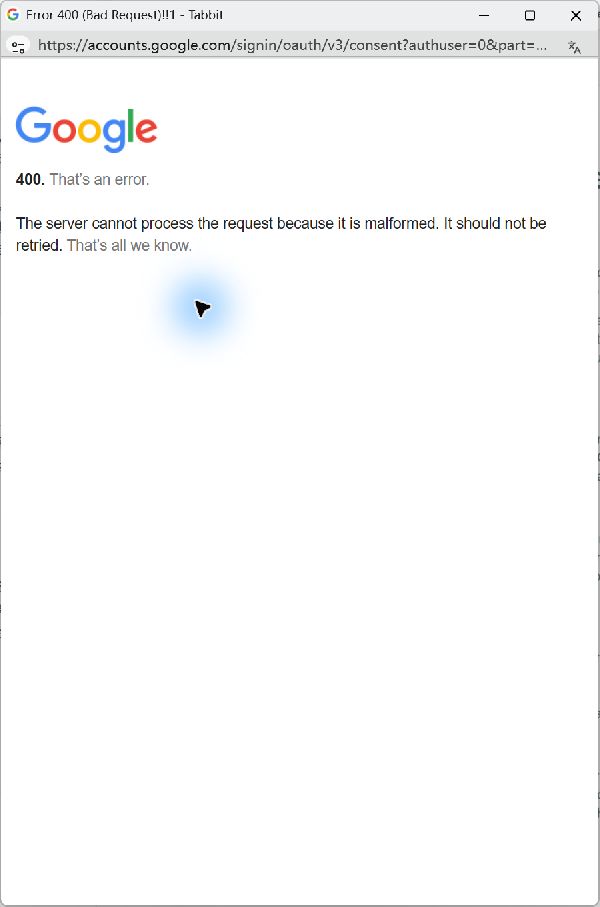 Error 400 (Bad Request)!!1 - Tabbit
https://accounts.google.com/signin/oauth/v3/consent?authuser=0&part=...
Google
400. That's an error.
The server cannot process the request because it is malformed. It should not be
retried. That's all we know.